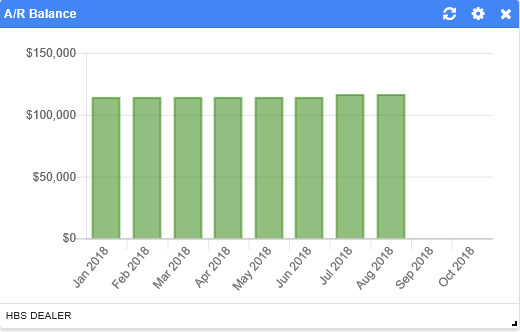 A/R Balance
$150,000
$100,000
$50,000
$0
Jan 2018
Feb 2018
Mar 2018
Apr 2018
May 2018
Jun 2018
Jul 2018
Aug 2018
Sep 2018
Oct 2018
HBS DEALER